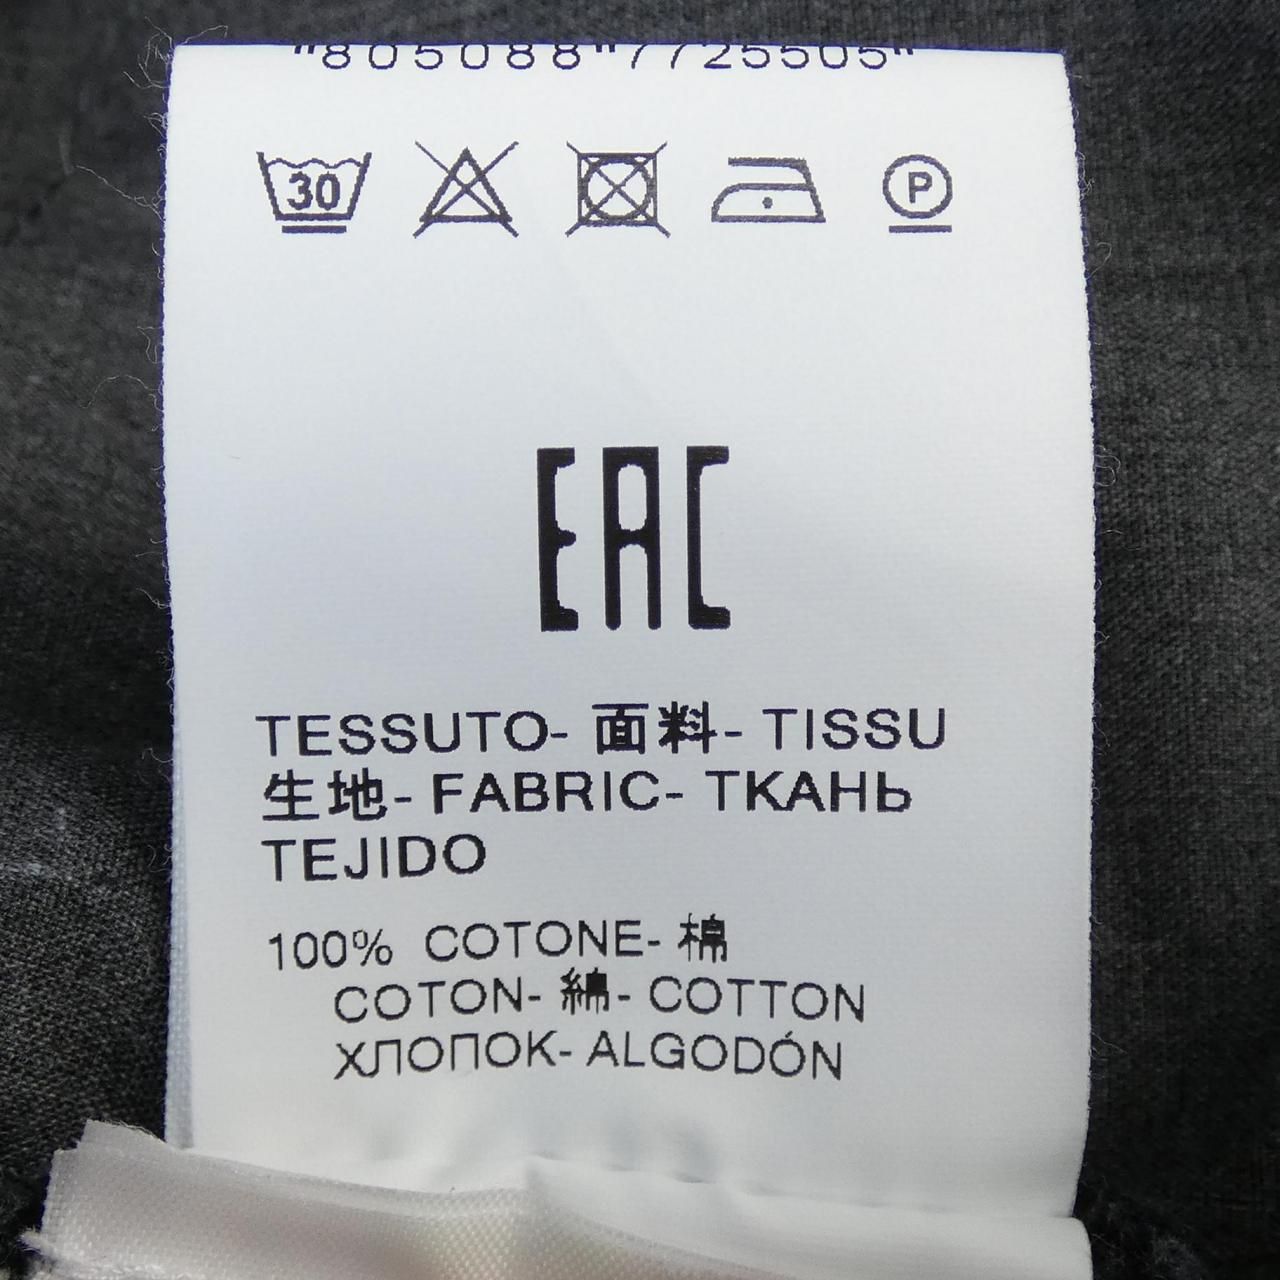 "805088"7725505"
30
P
EAC
TESSUTO- 面料- TISSU
生地- FABRIC- ТКАНЬ
TEJIDO
100% COTONE- 棉
COTON- 綿- COTTON
ХЛОПОК- ALGODÓN